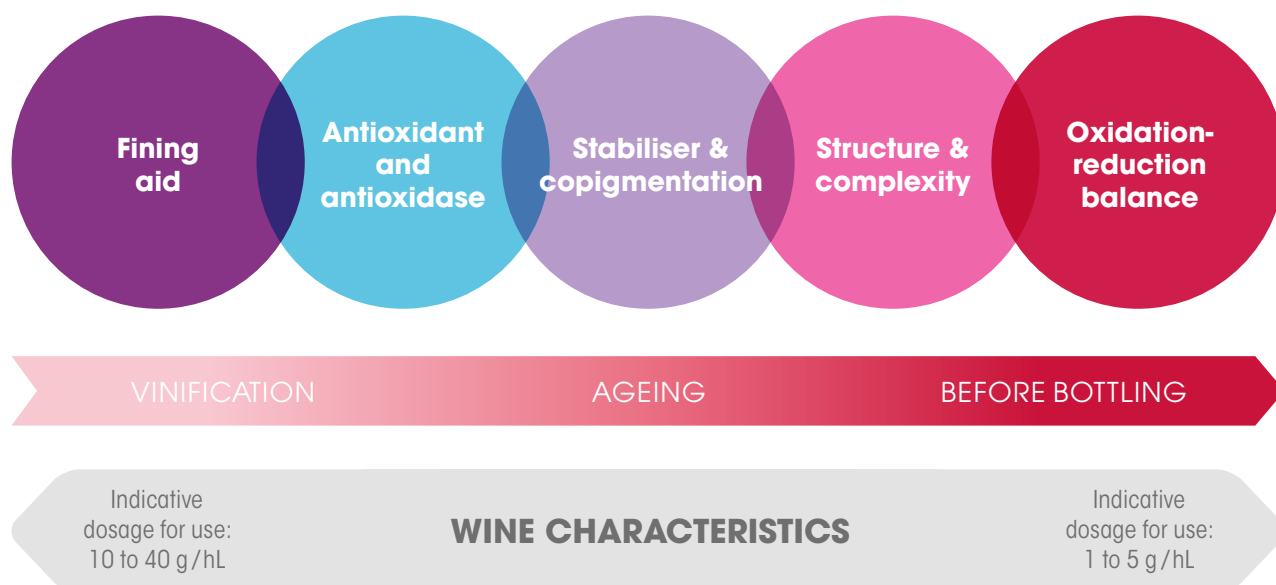 Fining
aid
Antioxidant
and
antioxidase
Stabiliser &
copigmentation
Structure &
complexity
Oxidation-
reduction
balance
VINIFICATION
AGEING
BEFORE BOTTLING
Indicative
dosage for use:
10 to 40 g/hL
WINE CHARACTERISTICS
Indicative
dosage for use:
1 to 5 g/hL